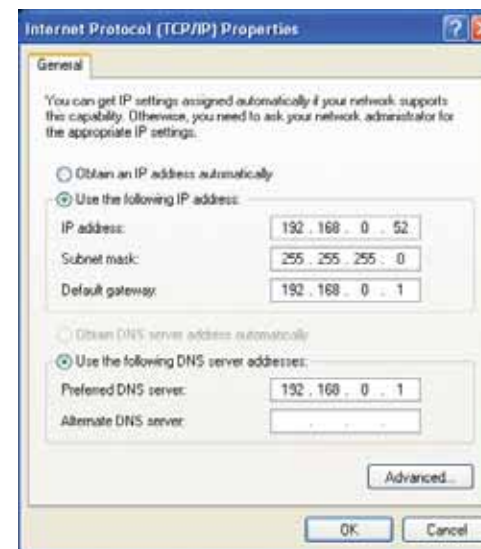 Internet Protocol (TCP/IP) Properties
?
General
You can get IP settings assigned automatically if your network supports
this capability. Otherwise, you need to ask your network administrator for
the appropriate IP settings.
Obtain an IP address automatically
Use the following IP address:
IP address: 192 . 168 . 0 . 52
Subnet mask: 255 . 255 . 255 . 0
Default gateway: 192 . 168 . 0 . 1
Obtain DNS server address automatically
Use the following DNS server addresses:
Preferred DNS server: 192 . 168 . 0 . 1
Alternate DNS server: . . .
Advanced...
OK Cancel